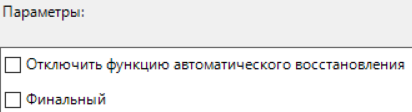 Параметры:
Отключить функцию автоматического восстановления
Финальный